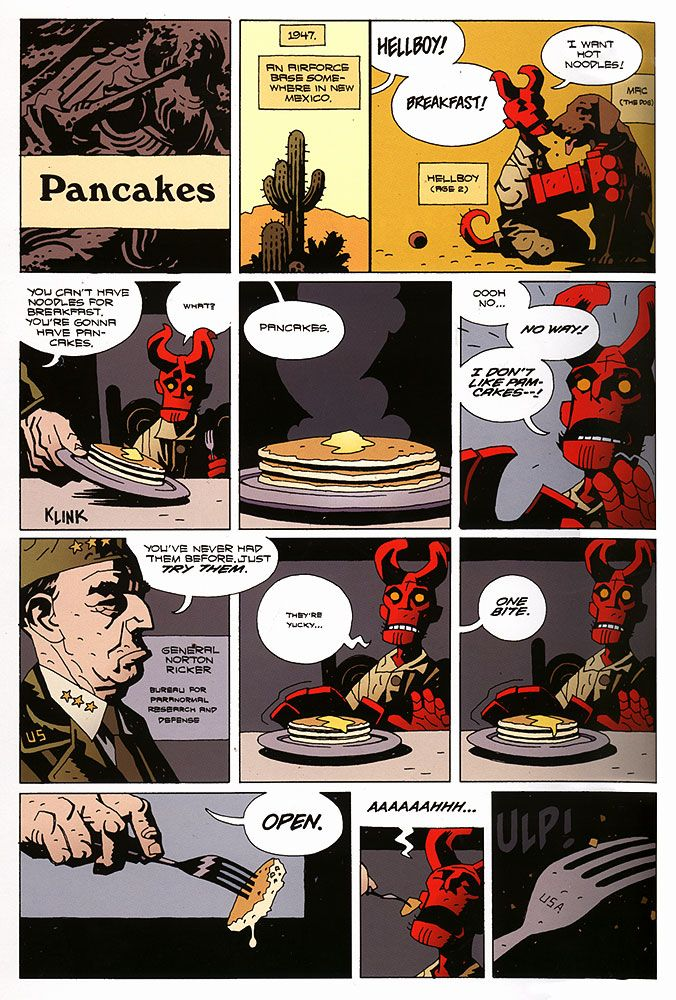 Pancakes
1947.
AN AIRFORCE
BASE SOME-
WHERE IN NEW
MEXICO.
HELLBOY!
BREAKFAST!
I WANT
HOT
NOODLES!
MAC
(THE DOG)
HELLBOY
(AGE 2)
YOU CAN'T HAVE
NOODLES FOR
BREAKFAST.
YOU'RE GONNA
HAVE PAN-
CAKES.
WHAT?
KLINK
PANCAKES.
OOOH
NO...
NO WAY!
I DON'T
LIKE PAM-
CAKES--!
YOU'VE NEVER HAD
THEM BEFORE. JUST
TRY THEM.
GENERAL
NORTON
RICKER
BUREAU FOR
PARANORMAL
RESEARCH AND
DEFENSE
US
THEY'RE
YUCKY...
ONE
BITE.
OPEN.
AAAAAAHHH...
ULP!
USA